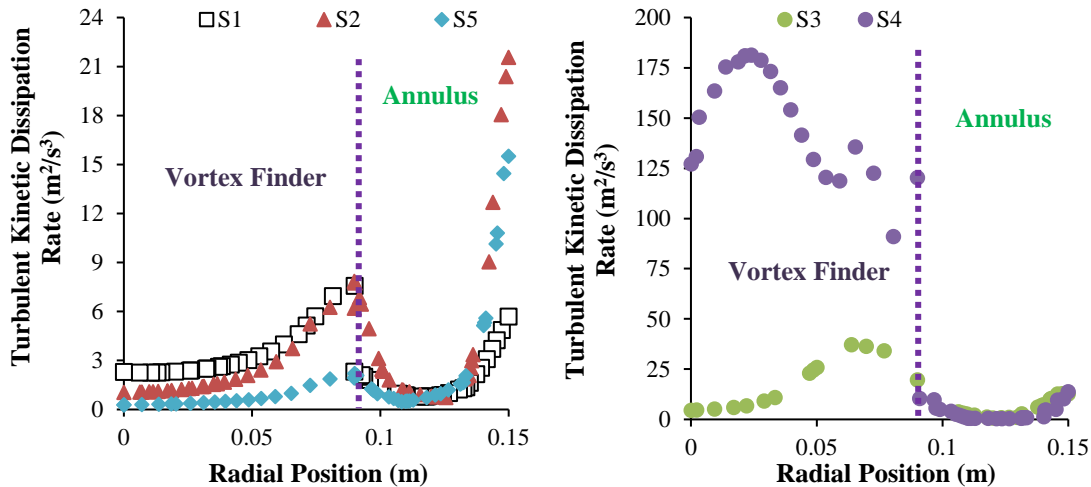 S1 S2 S5
Turbulent Kinetic Dissipation
Rate (m²/s³)
24
21
18
15
12
9
6
3
0
Annulus
Vortex Finder
0 0.05 0.1 0.15
Radial Position (m)
S3 S4
Turbulent Kinetic Dissipation
Rate (m²/s³)
200
175
150
125
100
75
50
25
0
Annulus
Vortex Finder
0 0.05 0.1 0.15
Radial Position (m)